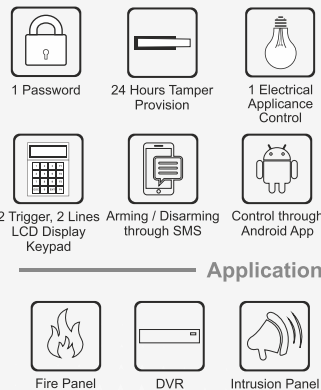 1 Password
24 Hours Tamper
Provision
1 Electrical
Applicance
Control
2 Trigger, 2 Lines
LCD Display
Keypad
Arming / Disarming
through SMS
Control through
Android App
Application
Fire Panel
DVR
Intrusion Panel